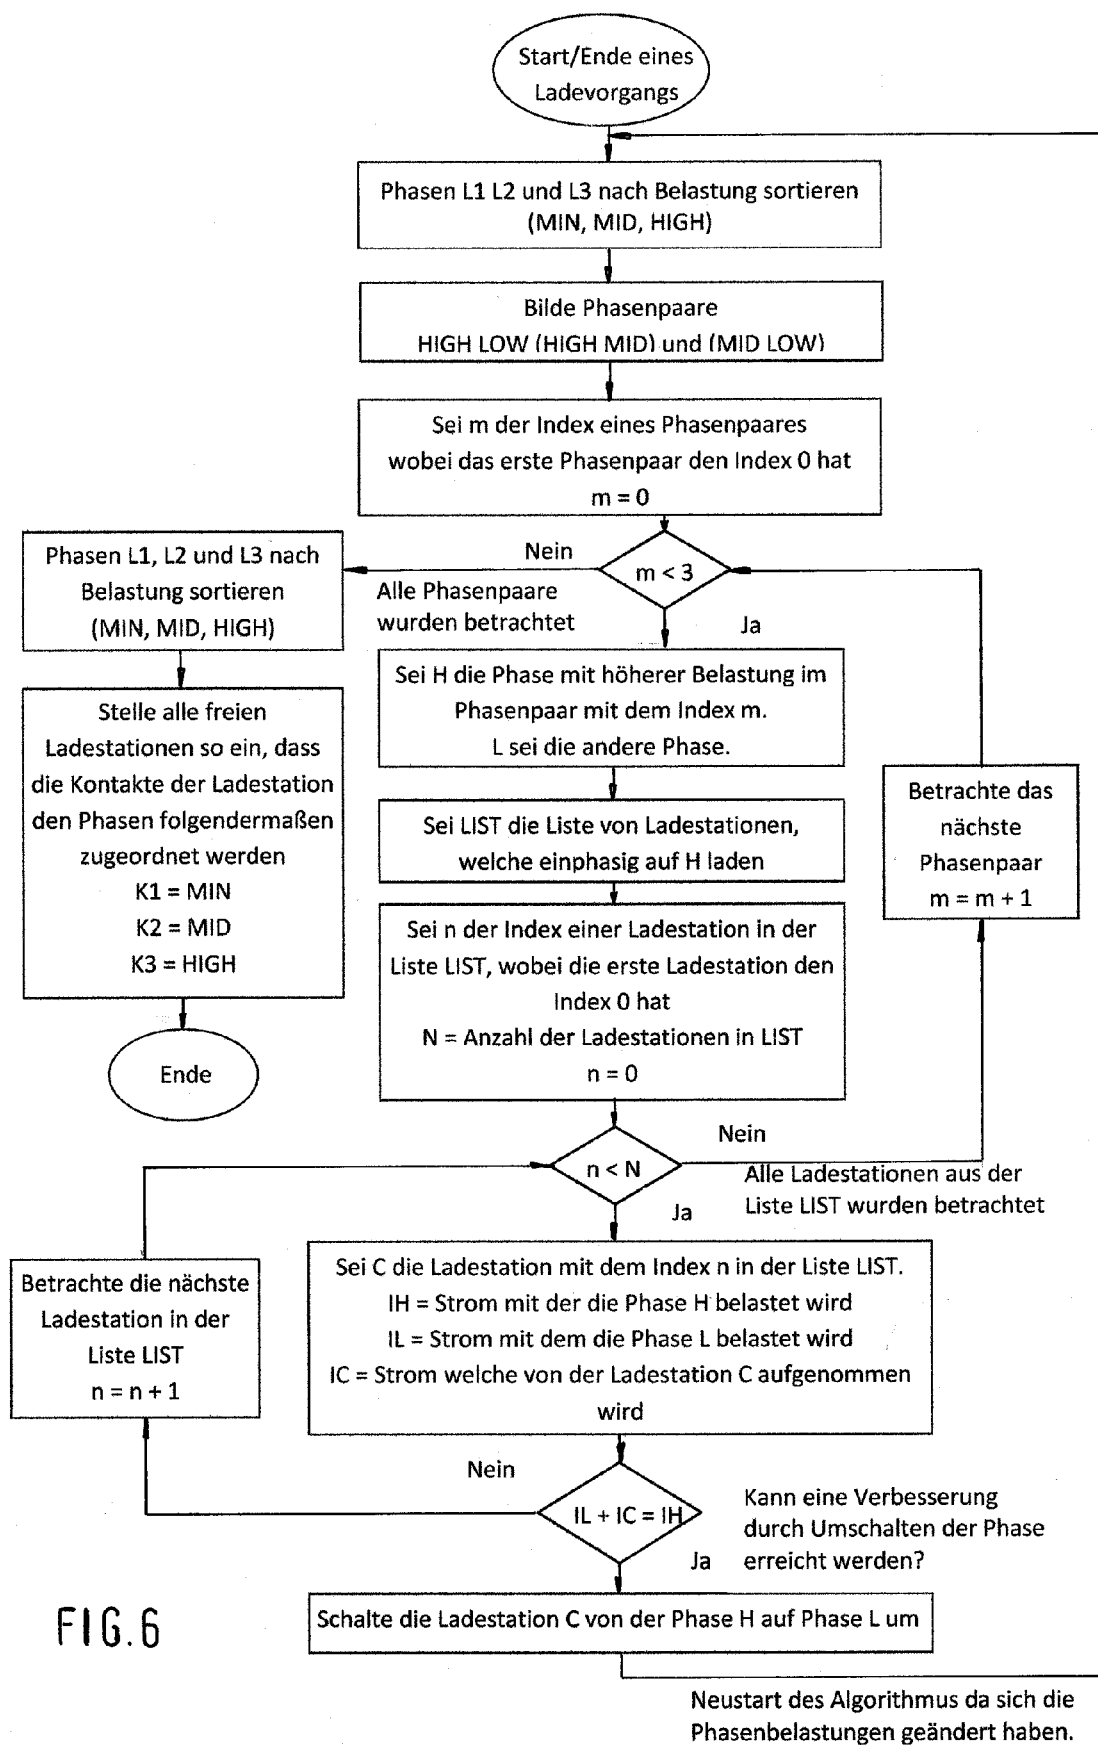 Start/Ende eines
Ladevorgangs
Phasen L1 L2 und L3 nach Belastung sortieren
(MIN, MID, HIGH)
Bilde Phasenpaare
HIGH LOW (HIGH MID) und (MID LOW)
Sei m der Index eines Phasenpaares
wobei das erste Phasenpaar den Index 0 hat
m = 0
m < 3
Nein
Alle Phasenpaare
wurden betrachtet
Ja
Phasen L1, L2 und L3 nach
Belastung sortieren
(MIN, MID, HIGH)
Stelle alle freien
Ladestationen so ein, dass
die Kontakte der Ladestation
den Phasen folgendermaßen
zugeordnet werden
K1 = MIN
K2 = MID
K3 = HIGH
Ende
Sei H die Phase mit höherer Belastung im
Phasenpaar mit dem Index m.
L sei die andere Phase.
Sei LIST die Liste von Ladestationen,
welche einphasig auf H laden
Sei n der Index einer Ladestation in der
Liste LIST, wobei die erste Ladestation den
Index 0 hat
N = Anzahl der Ladestationen in LIST
n = 0
Betrachte das
nächste
Phasenpaar
m = m + 1
n < N
Nein
Alle Ladestationen aus der
Liste LIST wurden betrachtet
Ja
Sei C die Ladestation mit dem Index n in der Liste LIST.
IH = Strom mit der die Phase H belastet wird
IL = Strom mit dem die Phase L belastet wird
IC = Strom welche von der Ladestation C aufgenommen
wird
Betrachte die nächste
Ladestation in der
Liste LIST
n = n + 1
Nein
IL + IC = IH
Kann eine Verbesserung
durch Umschalten der Phase
erreicht werden?
Ja
Schalte die Ladestation C von der Phase H auf Phase L um
Neustart des Algorithmus da sich die
Phasenbelastungen geändert haben.
FIG.6